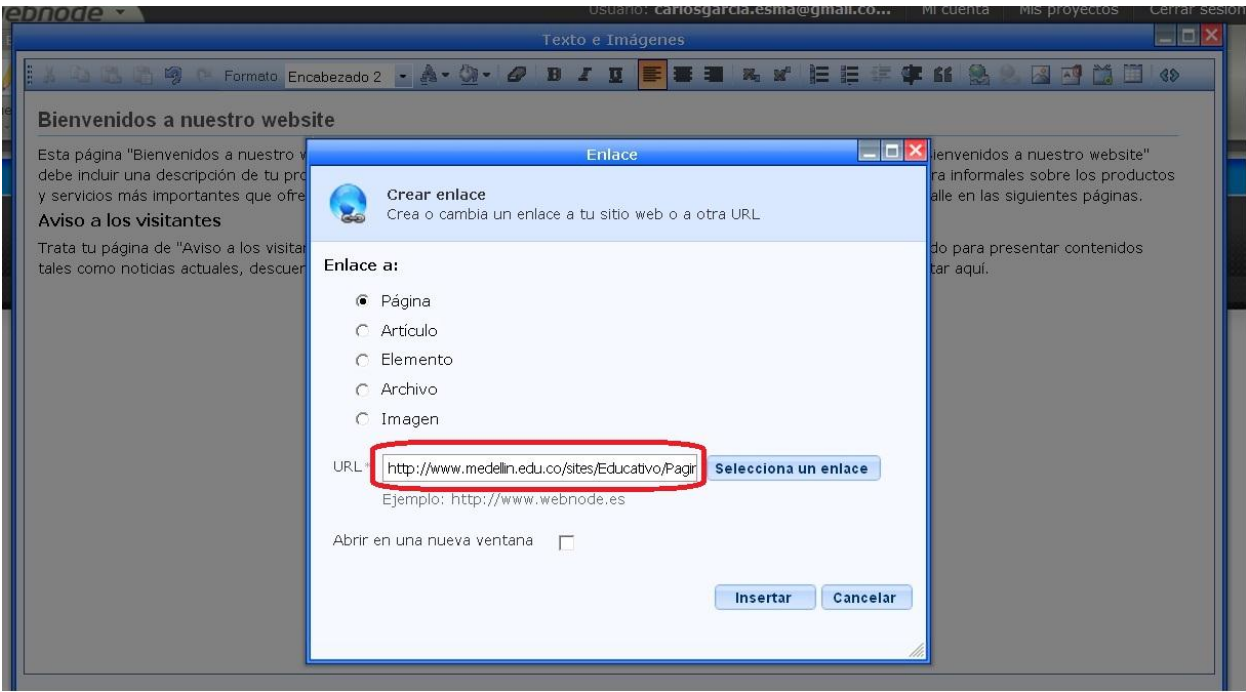 ebnode
Usuario: carlosgarcia.esma@gmail.co... Mi cuenta Mis proyectos Cerrar sesión
Texto e Imágenes
Formato Encabezado 2
Bienvenidos a nuestro website
Esta página "Bienvenidos a nuestro ienvenidos a nuestro website"
debe incluir una descripción de tu pro ra informales sobre los productos
y servicios más importantes que ofre alle en las siguientes páginas.
Aviso a los visitantes
Trata tu página de "Aviso a los visitar do para presentar contenidos
tales como noticias actuales, descuer tar aquí.
Enlace
Crear enlace
Crea o cambia un enlace a tu sitio web o a otra URL
Enlace a:
Página
Artículo
Elemento
Archivo
Imagen
URL* http://www.medellin.edu.co/sites/Educativo/Pagir Selecciona un enlace
Ejemplo: http://www.webnode.es
Abrir en una nueva ventana
Insertar Cancelar